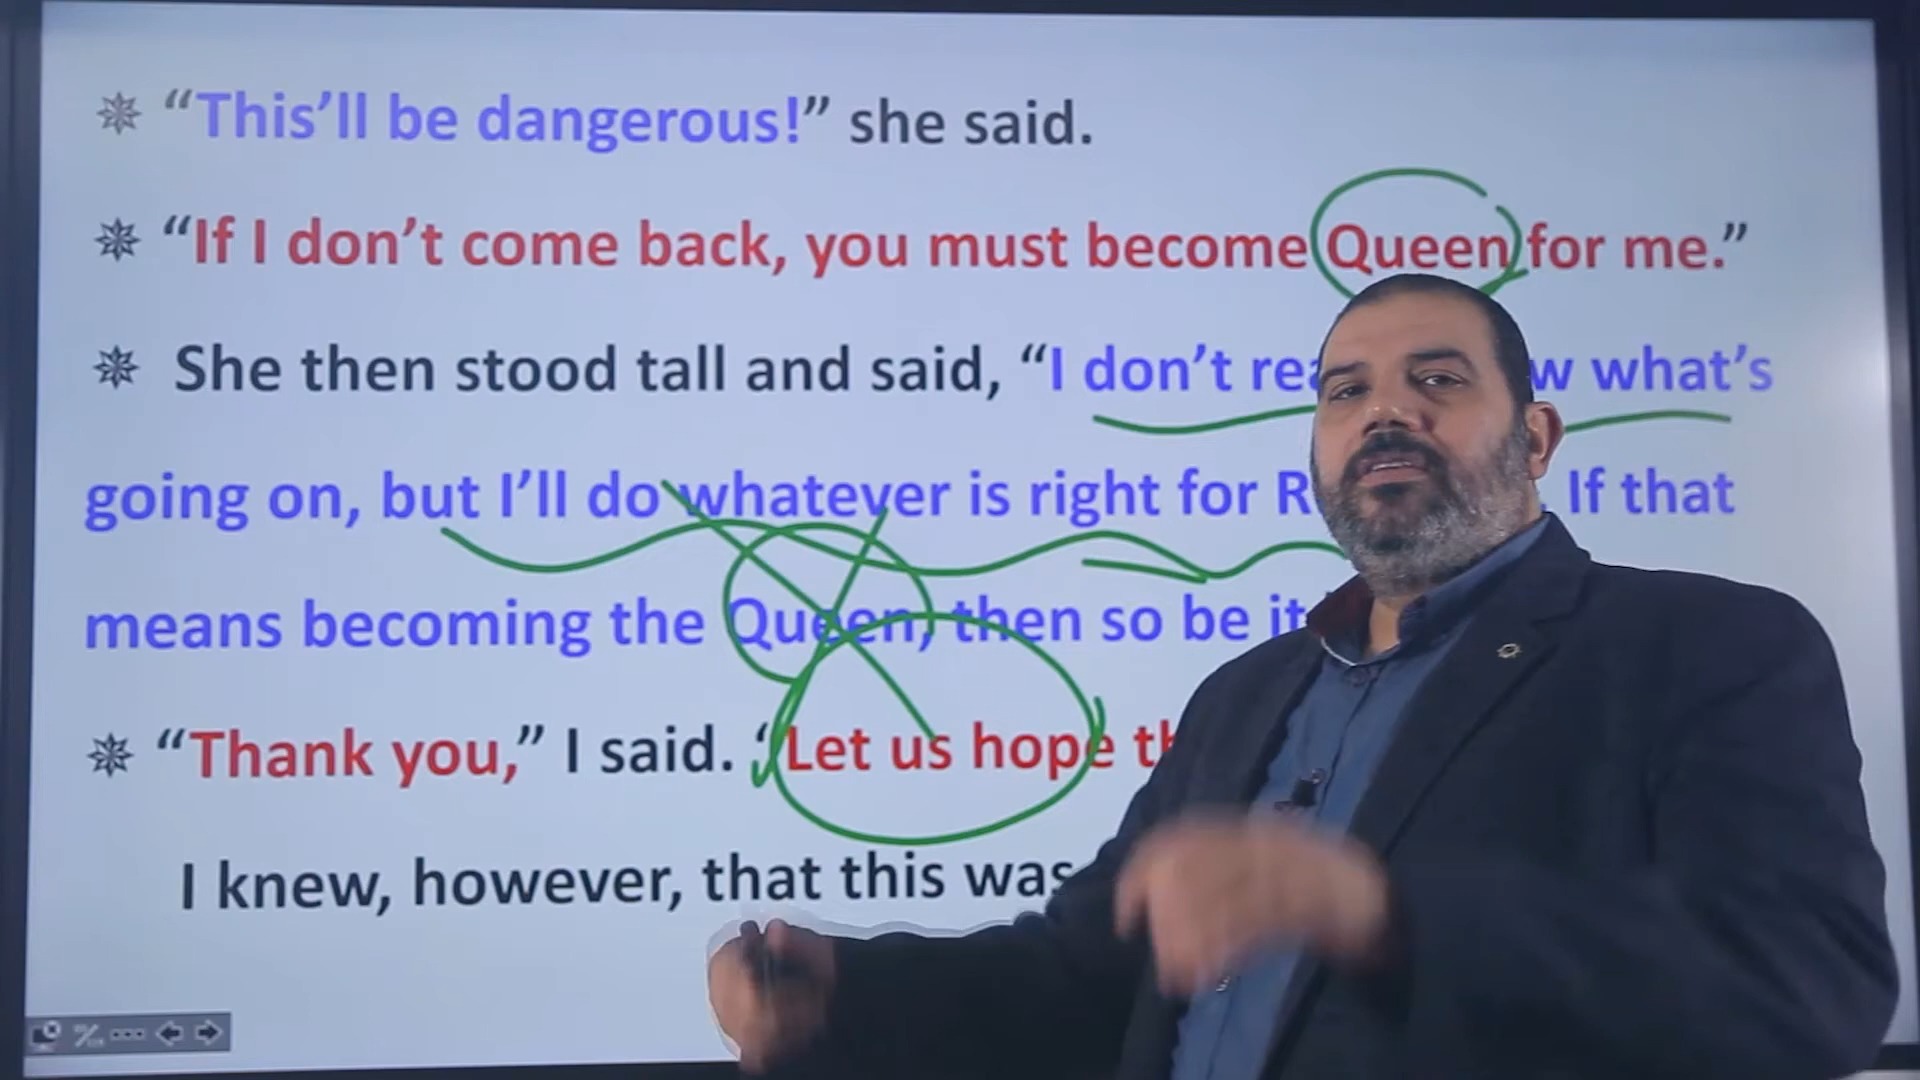 “This’ll be dangerous!” she said.
“If I don’t come back, you must become Queen for me.”
She then stood tall and said, “I don’t what’s
going on, but I’ll do whatever is right for If that
means becoming the Queen, then so be it
“Thank you,” I said. “Let us hope
I knew, however, that this was